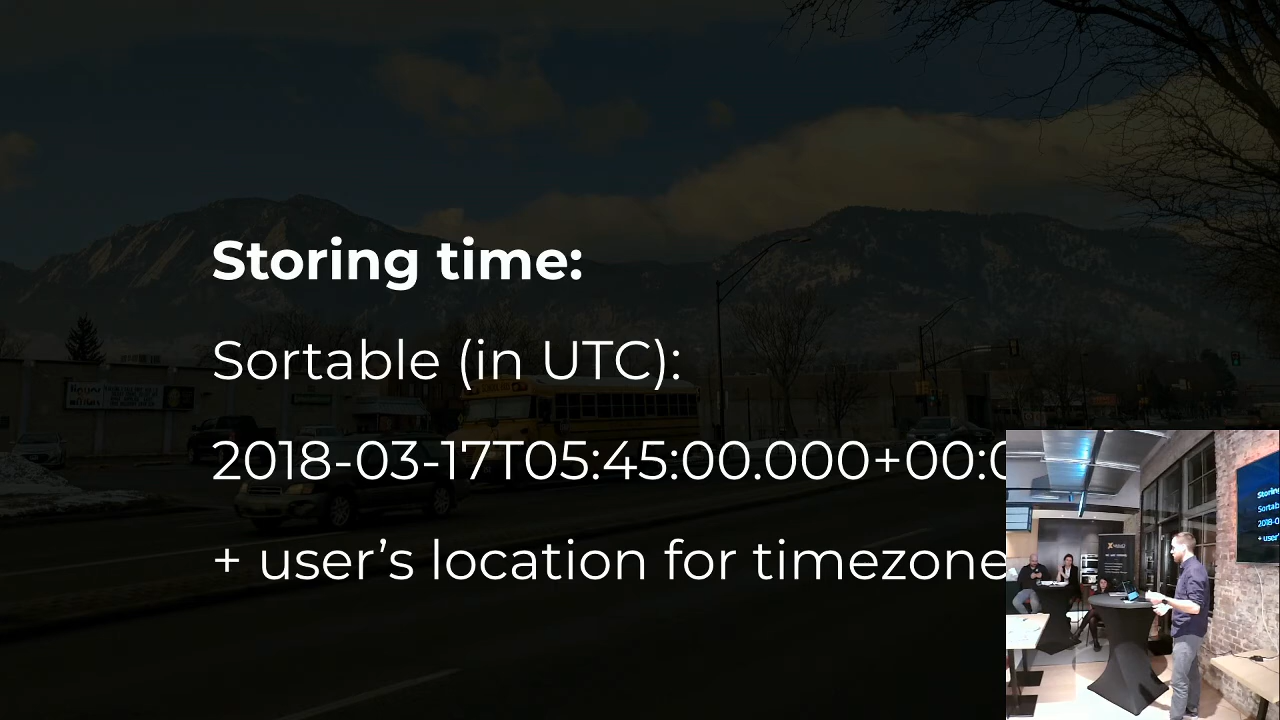 Storing time:
Sortable (in UTC):
2018-03-17T05:45:00.000+00:0
+ user’s location for timezone